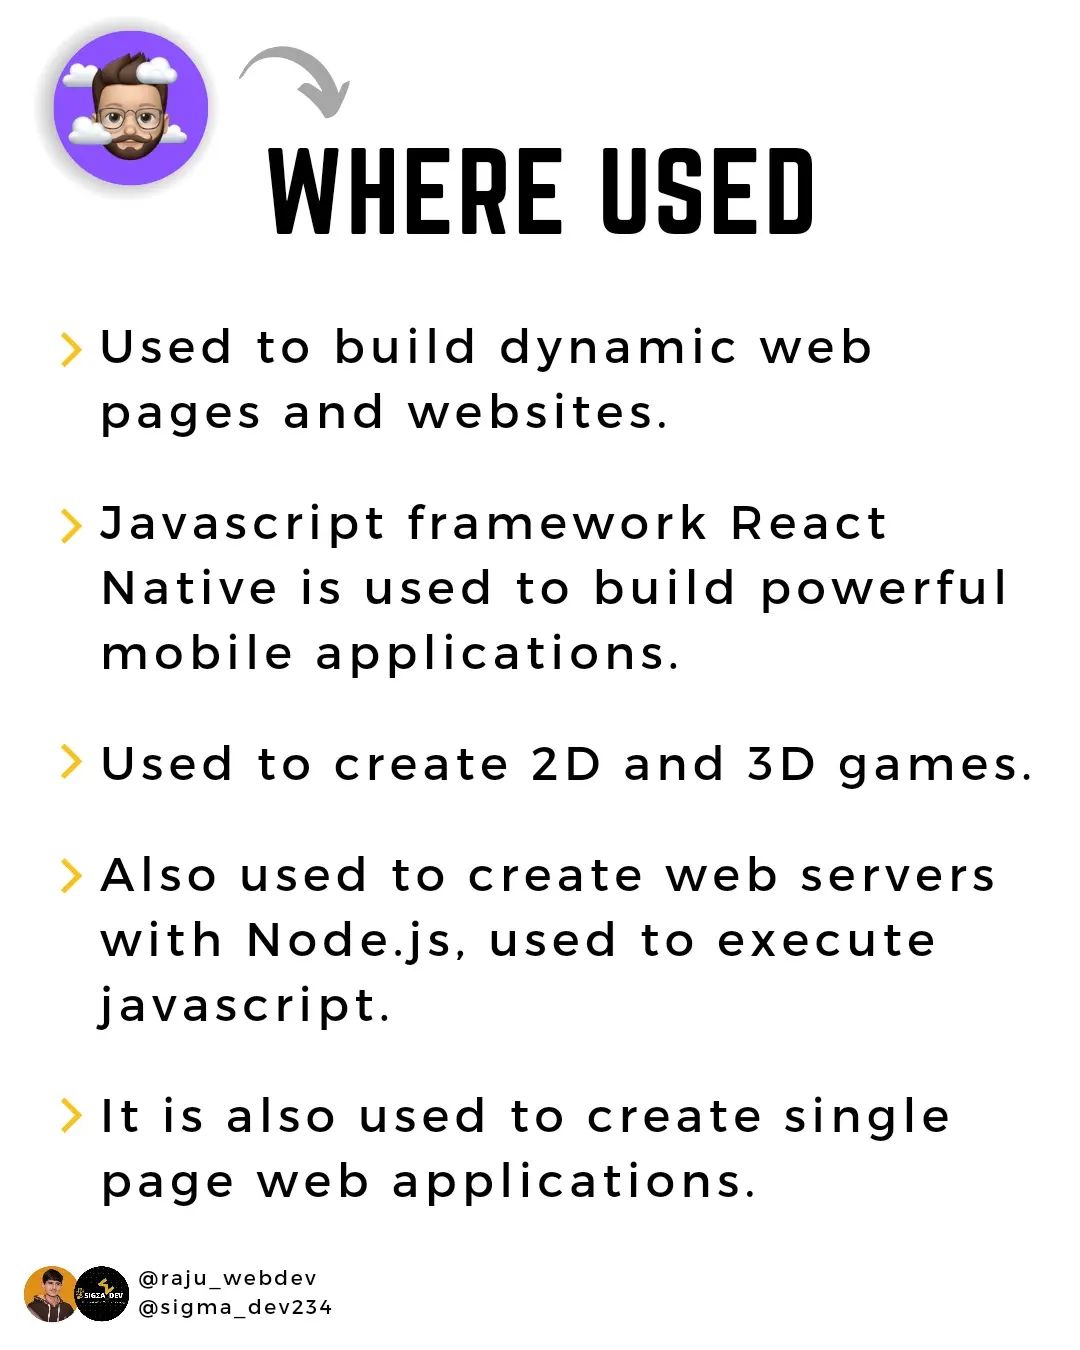 WHERE USED
Used to build dynamic web
pages and websites.
Javascript framework React
Native is used to build powerful
mobile applications.
Used to create 2D and 3D games.
Also used to create web servers
with Node.js, used to execute
javascript.
It is also used to create single
page web applications.
@raju_webdev
@sigma_dev234
SIGMA DEV